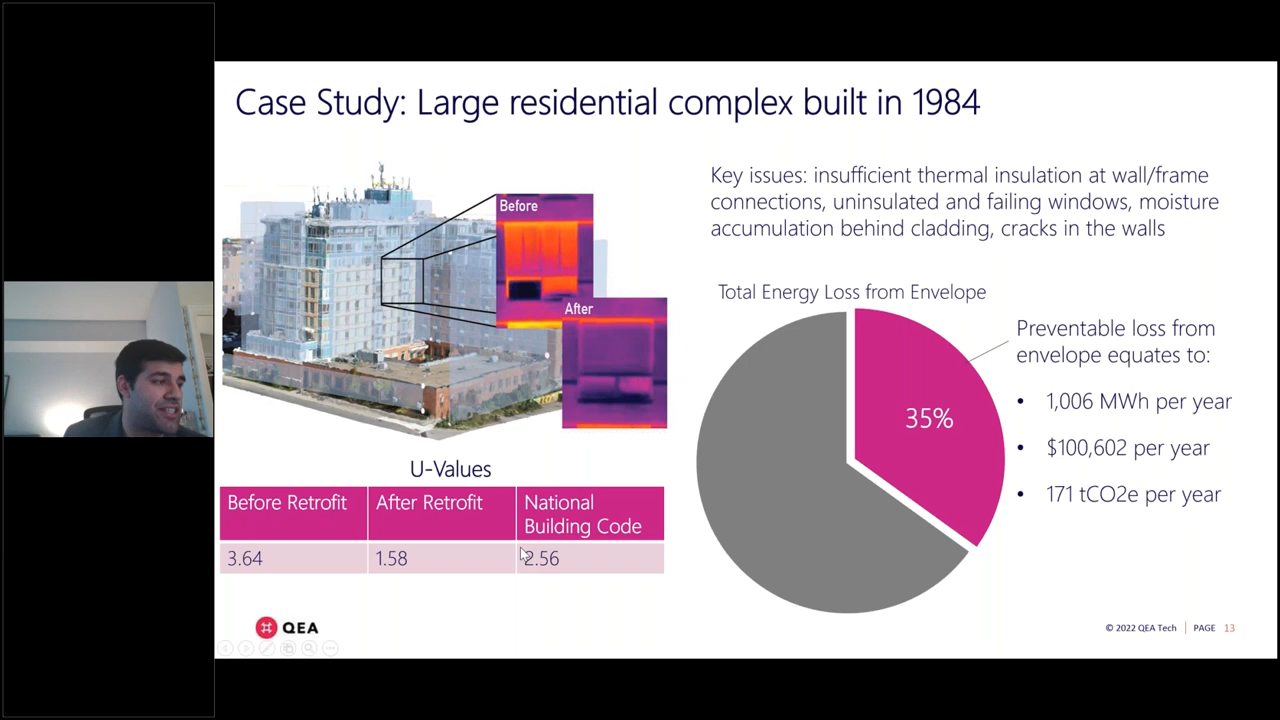 Case Study: Large residential complex built in 1984
Before
After
Key issues: insufficient thermal insulation at wall/frame
connections, uninsulated and failing windows, moisture
accumulation behind cladding, cracks in the walls
Total Energy Loss from Envelope
35%
Preventable loss from
envelope equates to:
• 1,006 MWh per year
• $100,602 per year
• 171 tCO2e per year
U-Values
Before Retrofit After Retrofit National
Building Code
3.64 1.58 2.56
QEA
© 2022 QEA Tech | PAGE 13